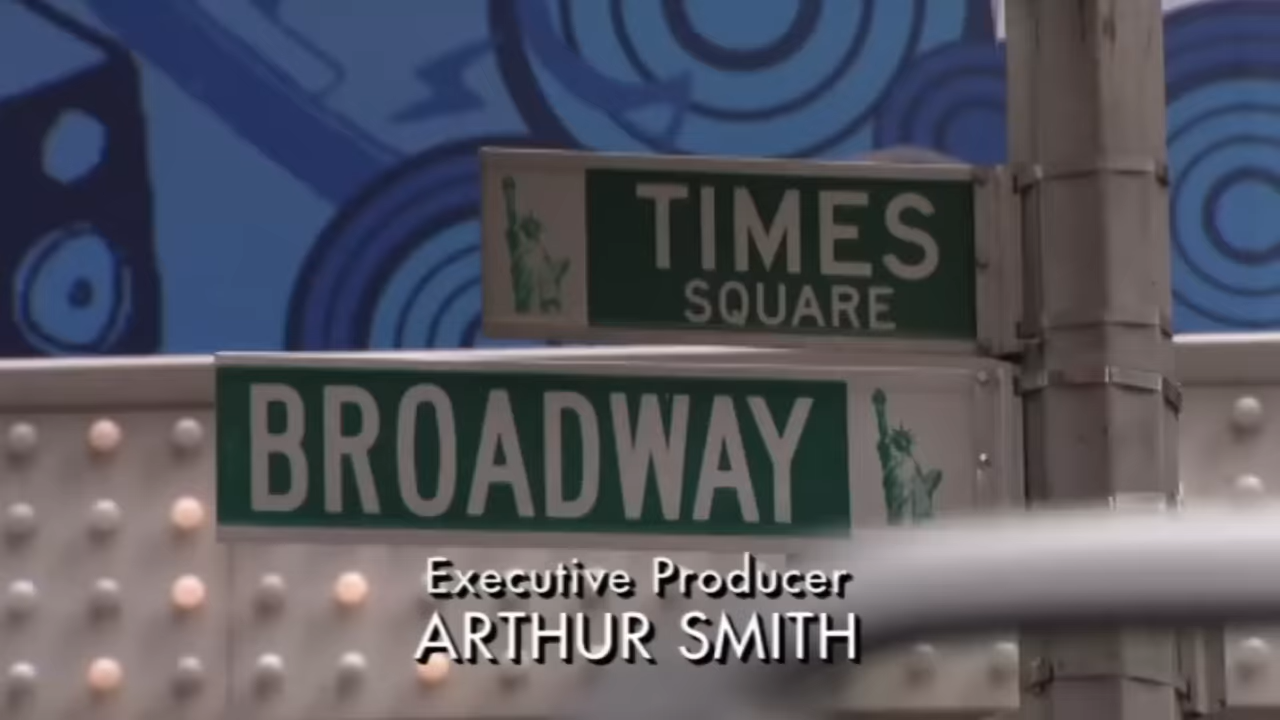 TIMES
SQUARE
BROADWAY
Executive Producer
ARTHUR SMITH